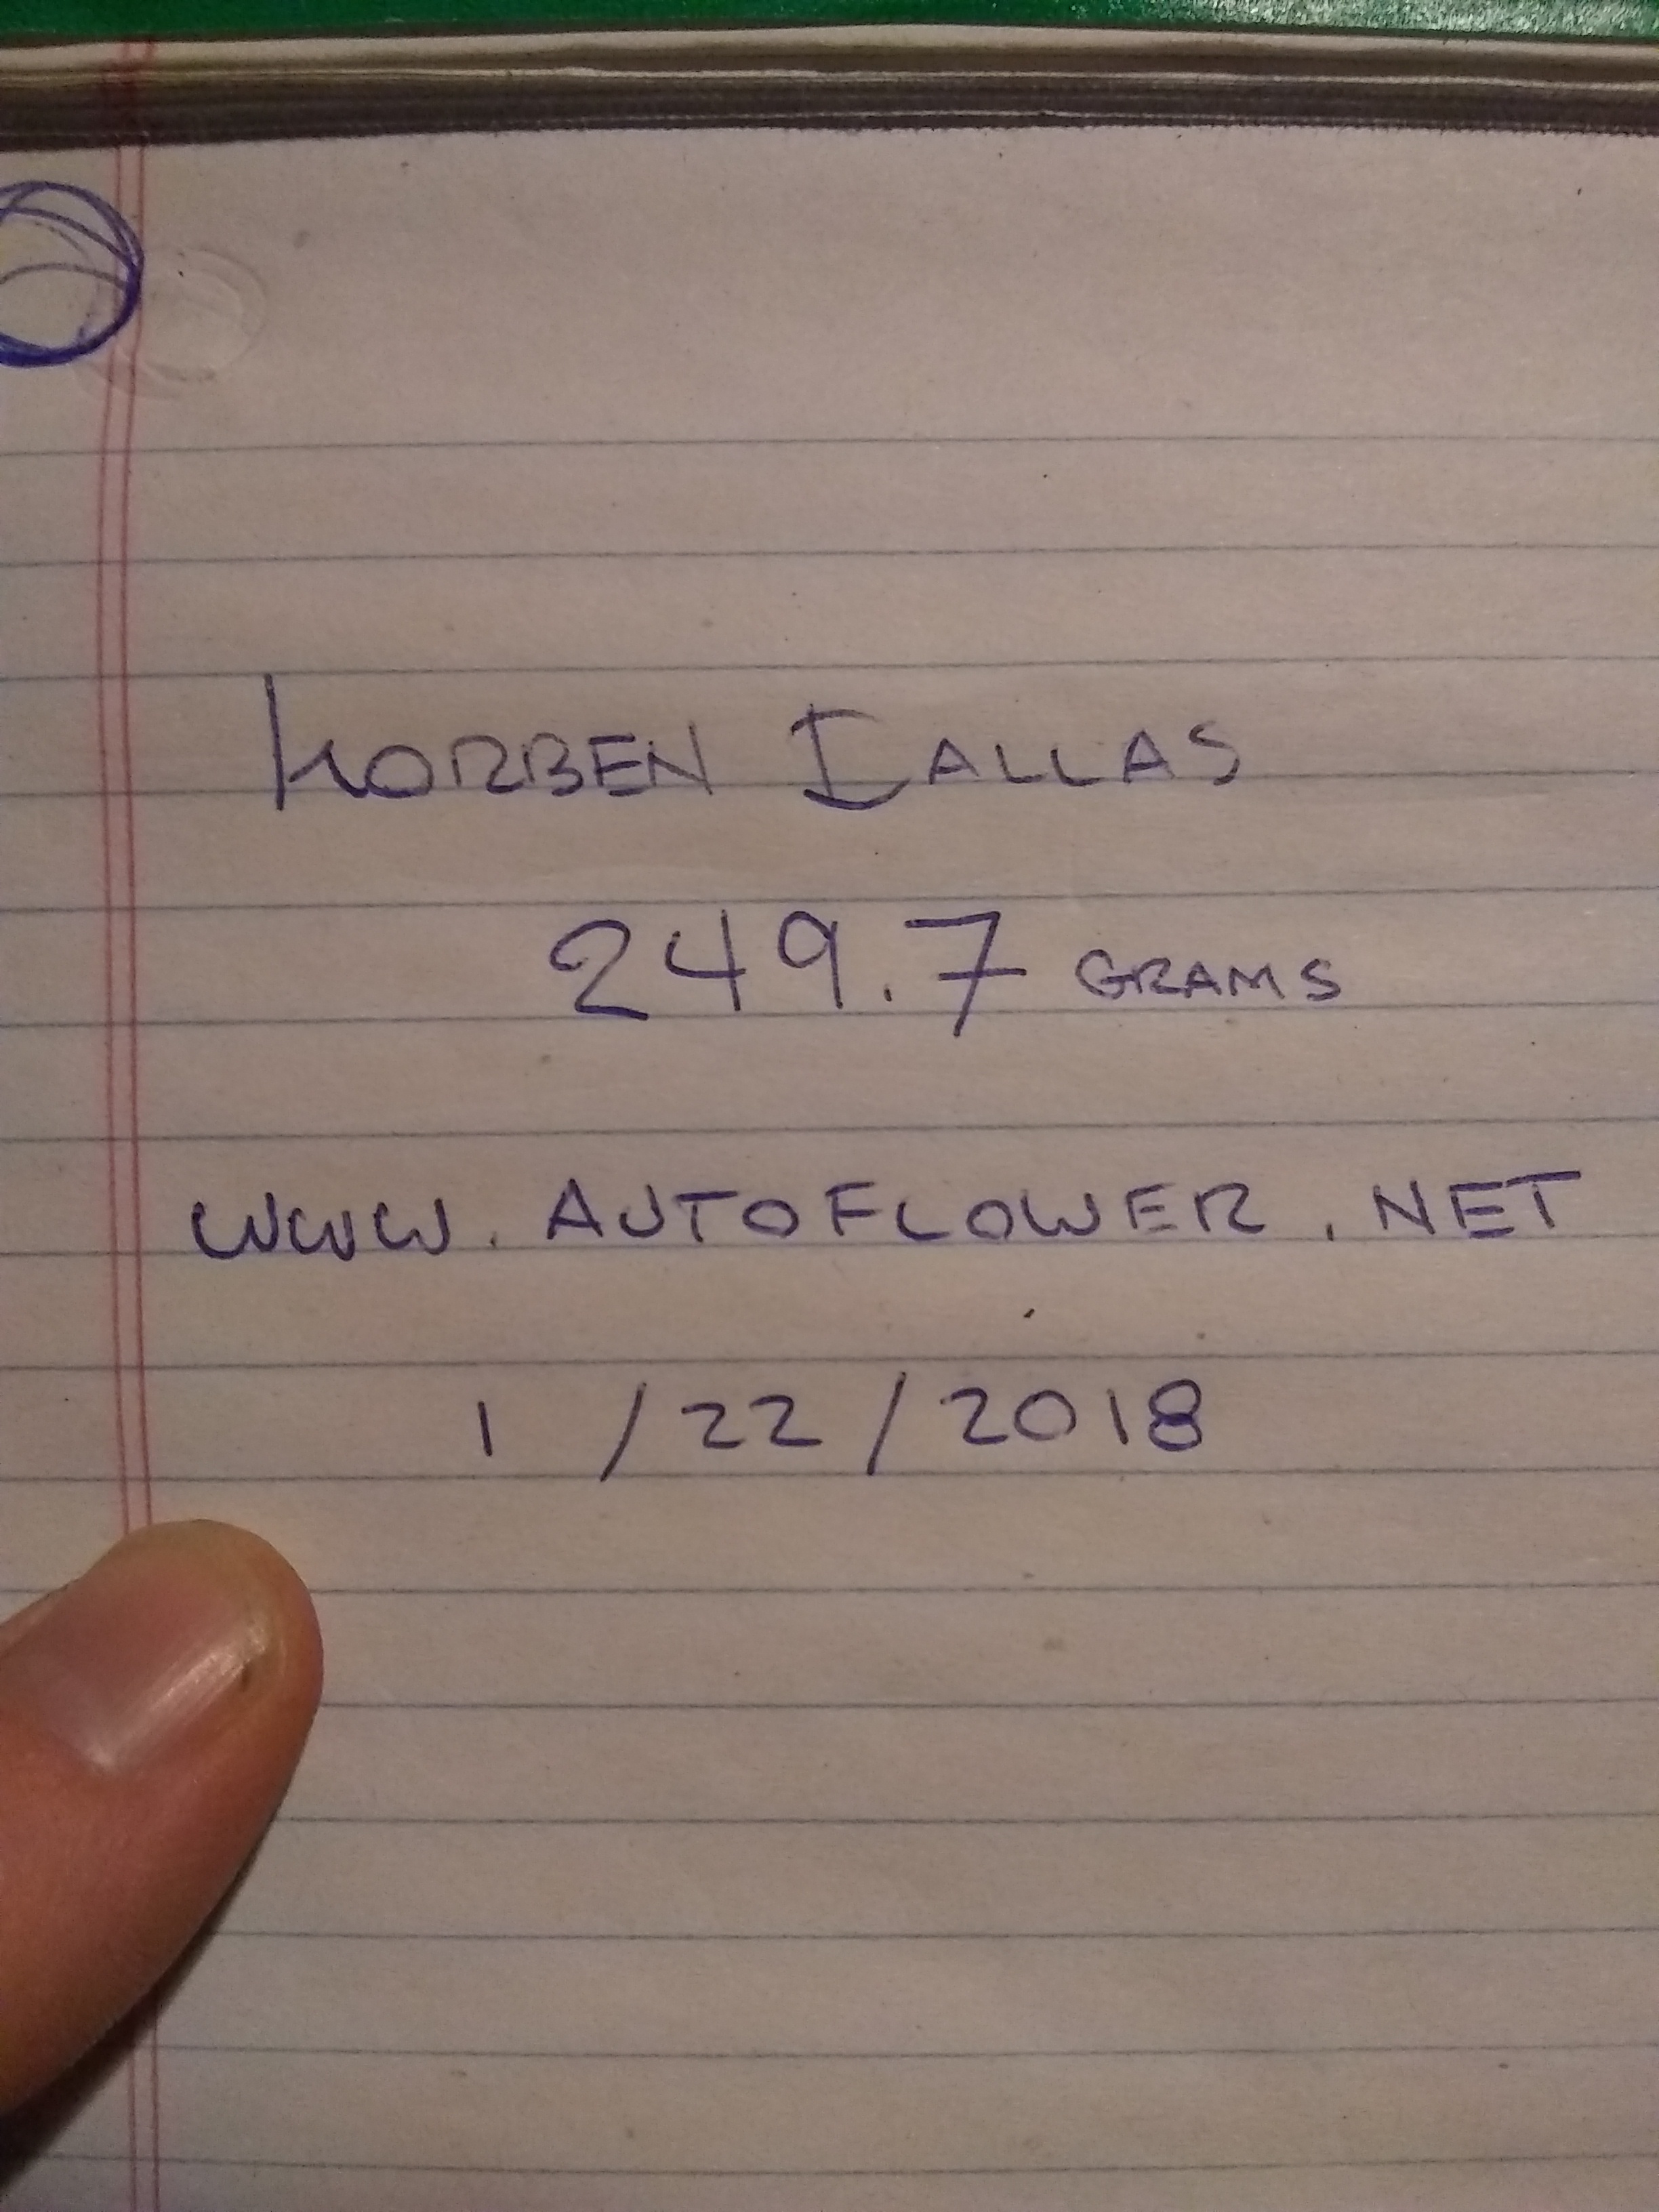 KORBEN DALLAS
249.7 GRAMS
WWW.AUTOFLOWER.NET
1/22/2018